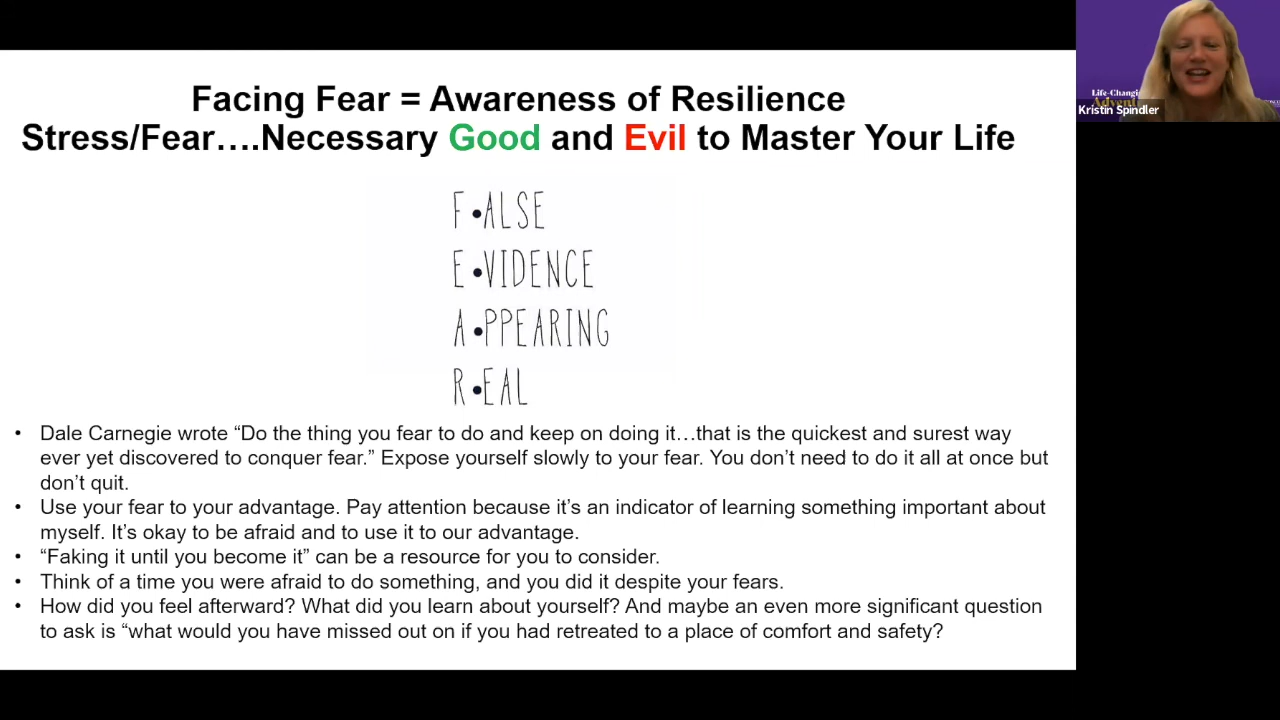 Facing Fear = Awareness of Resilience
Stress/Fear….Necessary Good and Evil to Master Your Life
F•ALSE
E•VIDENCE
A•PPEARING
R•EAL
• Dale Carnegie wrote “Do the thing you fear to do and keep on doing it…that is the quickest and surest way
ever yet discovered to conquer fear.” Expose yourself slowly to your fear. You don’t need to do it all at once but
don’t quit.
• Use your fear to your advantage. Pay attention because it’s an indicator of learning something important about
myself. It’s okay to be afraid and to use it to our advantage.
• “Faking it until you become it” can be a resource for you to consider.
• Think of a time you were afraid to do something, and you did it despite your fears.
• How did you feel afterward? What did you learn about yourself? And maybe an even more significant question
to ask is “what would you have missed out on if you had retreated to a place of comfort and safety?
Kristin Spindler